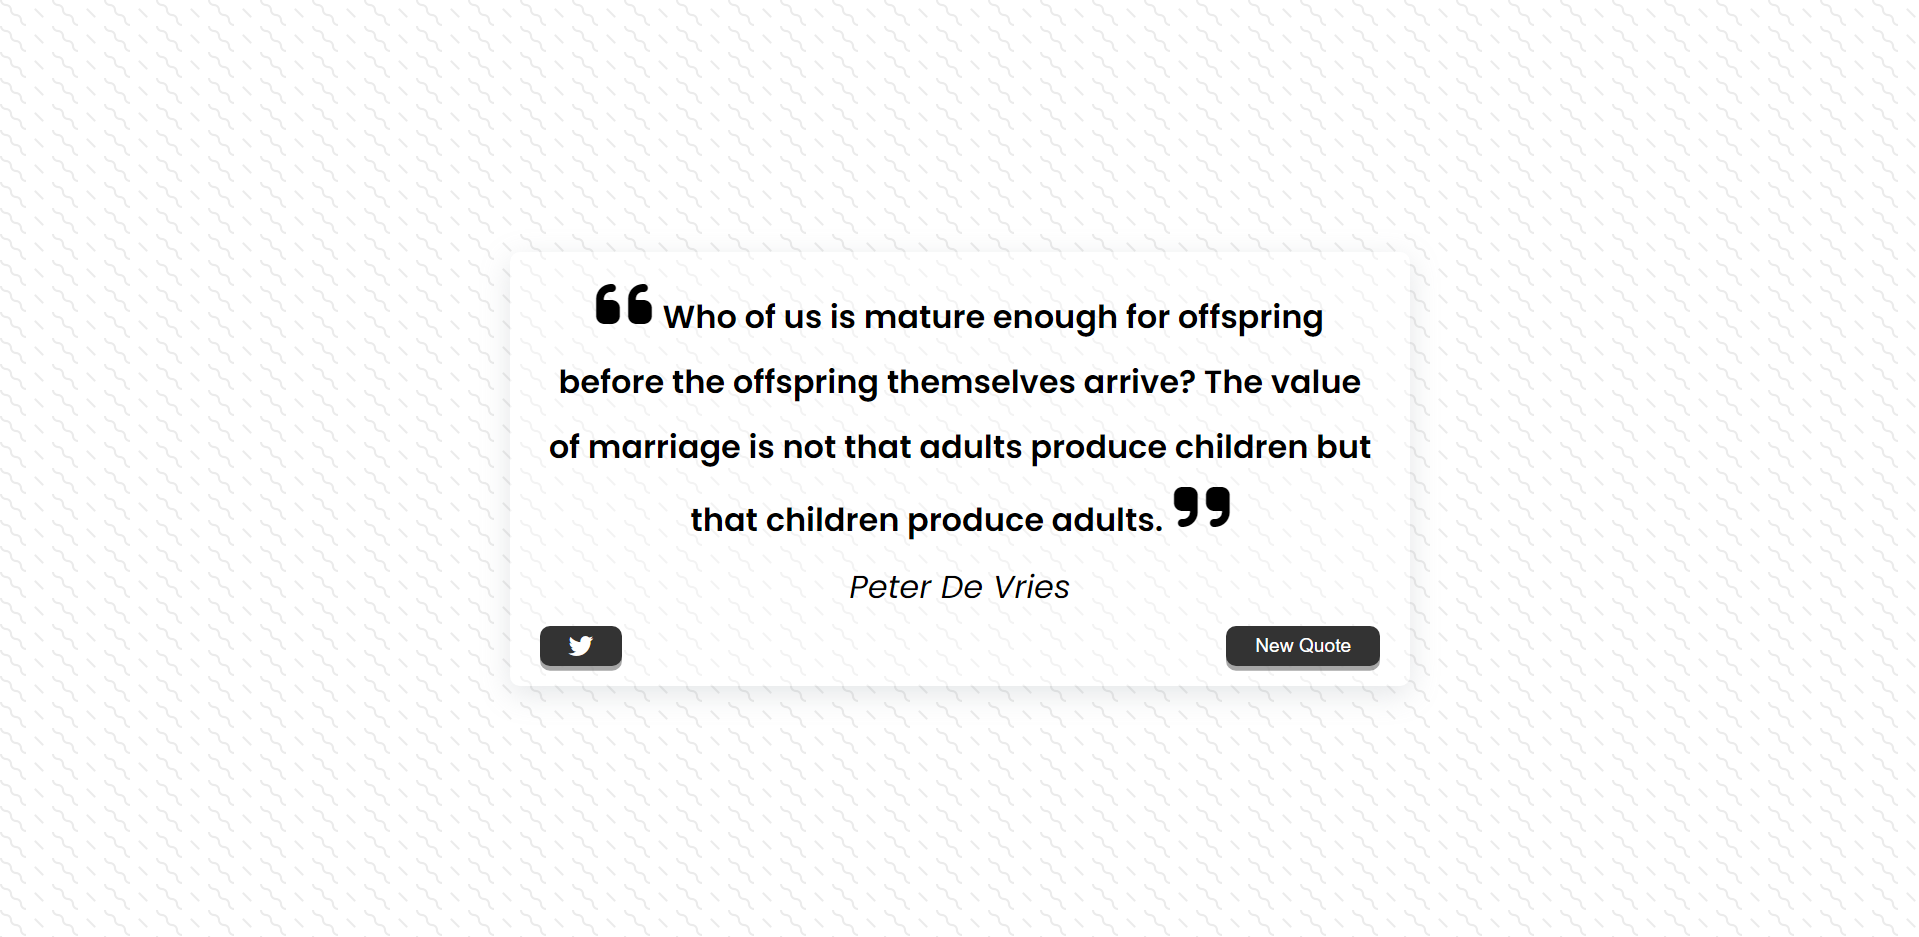 “ Who of us is mature enough for offspring
before the offspring themselves arrive? The value
of marriage is not that adults produce children but
that children produce adults. ”
Peter De Vries
New Quote